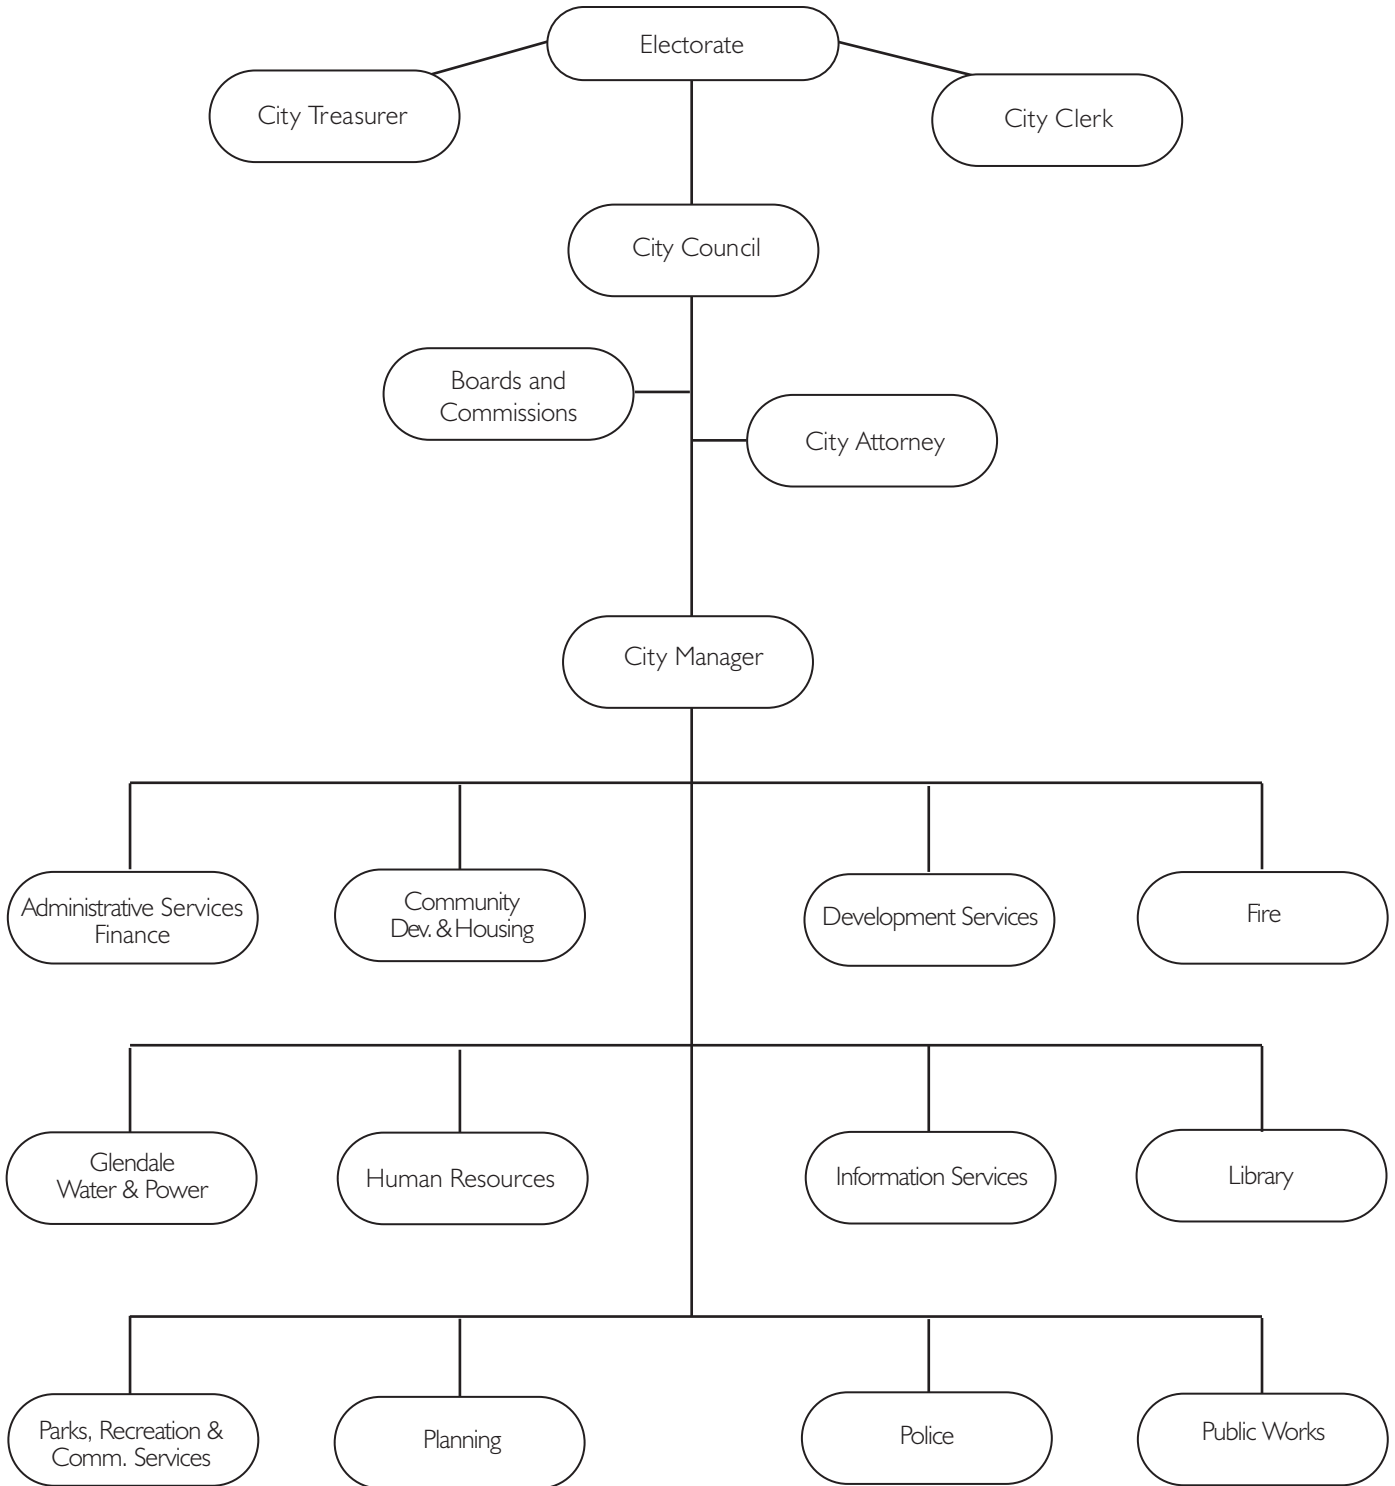 Electorate
City Treasurer
City Clerk
City Council
Boards and
Commissions
City Attorney
City Manager
Administrative Services
Finance
Community
Dev. & Housing
Development Services
Fire
Glendale
Water & Power
Human Resources
Information Services
Library
Parks, Recreation &
Comm. Services
Planning
Police
Public Works